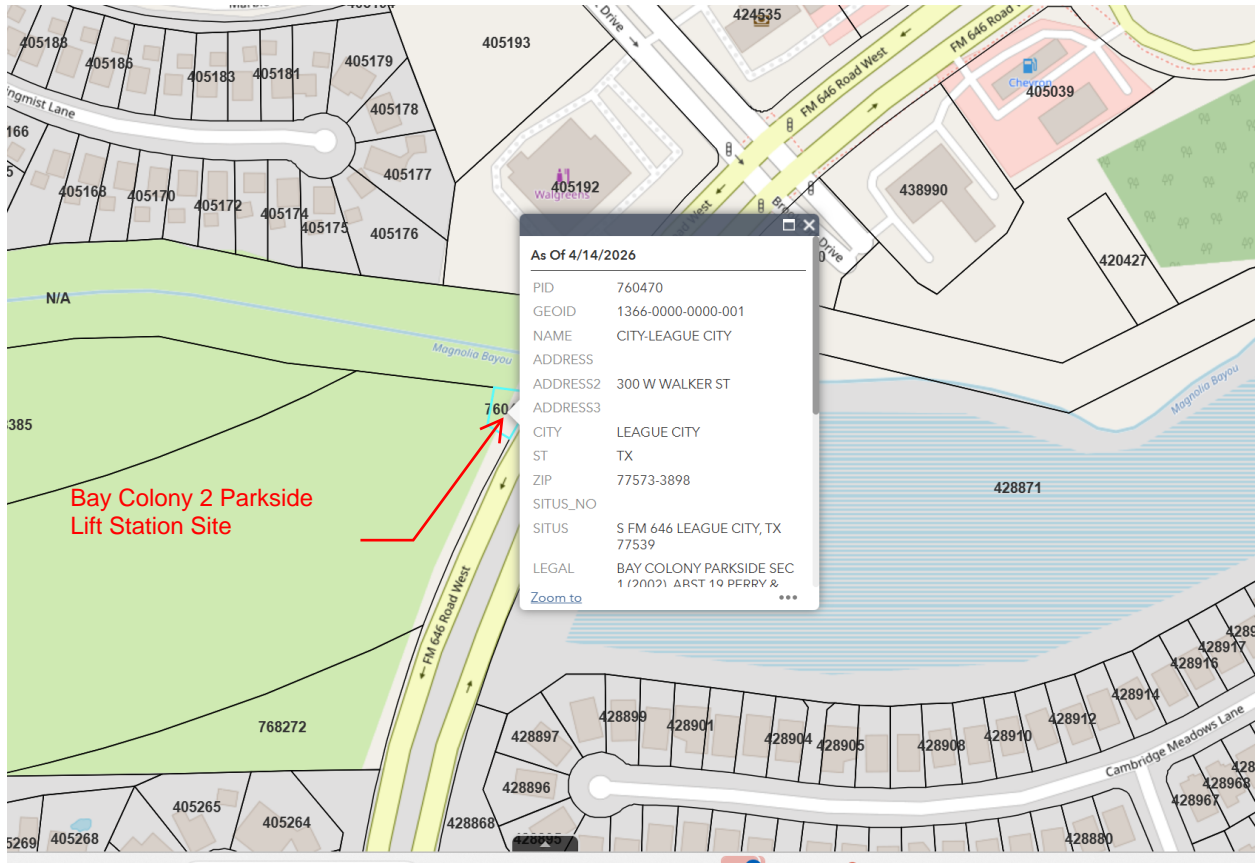 424535
Drive
FM 646 Road West
405188
405186
405183
405181
405179
405193
Chevron
405039
FM 646 Road West
405178
405177
405168
405170
405172
405174
405175
405176
405192
Walgreens
438990
Drive
420427
N/A
Magnolia Bayou
Magnolia Bayou
As Of 4/14/2026
PID 760470
GEOID 1366-0000-0000-001
NAME CITY-LEAGUE CITY
ADDRESS
ADDRESS2 300 W WALKER ST
ADDRESS3
CITY LEAGUE CITY
ST TX
ZIP 77573-3898
SITUS_NO
SITUS S FM 646 LEAGUE CITY, TX
77539
LEGAL BAY COLONY PARKSIDE SEC
1 (2002), ABST 19 PERRY &
Zoom to
385
Bay Colony 2 Parkside
Lift Station Site
428871
FM 646 Road West
768272
428899
428901
428904
428905
428908
428910
428912
428914
428916
428917
428897
428896
428868
428895
428880
Cambridge Meadows Lane
428968
428967
405265
405264
405268
5269